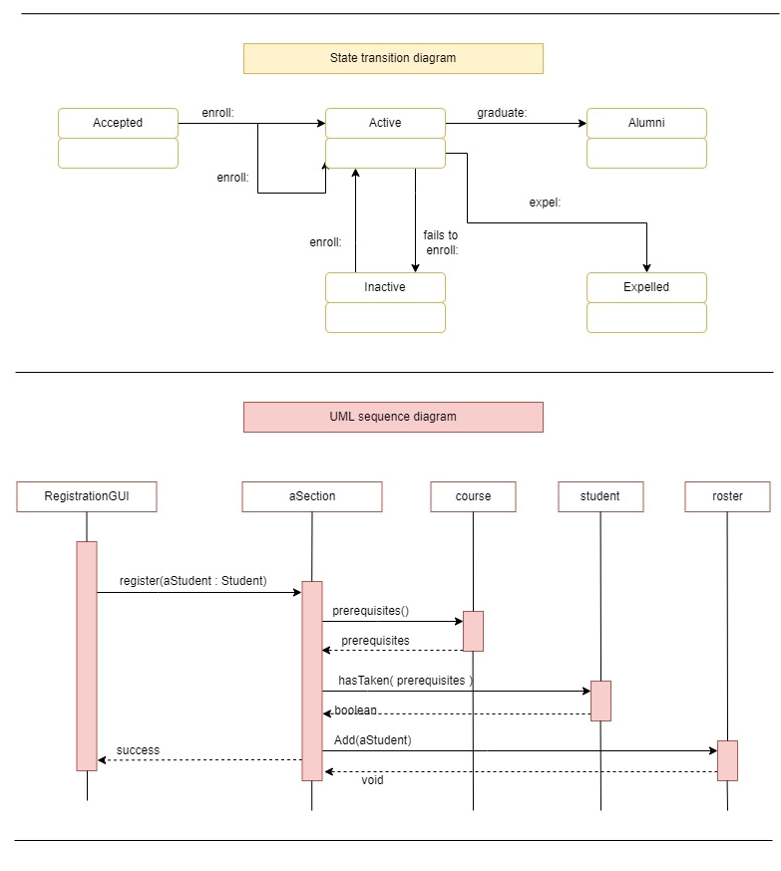 State transition diagram
Accepted
enroll:
Active
graduate:
Alumni
enroll:
expel:
enroll:
fails to
enroll:
Inactive
Expelled
UML sequence diagram
RegistrationGUI
aSection
course
student
roster
register(aStudent : Student)
prerequisites()
prerequisites
hasTaken( prerequisites )
boolean
Add(aStudent)
success
void